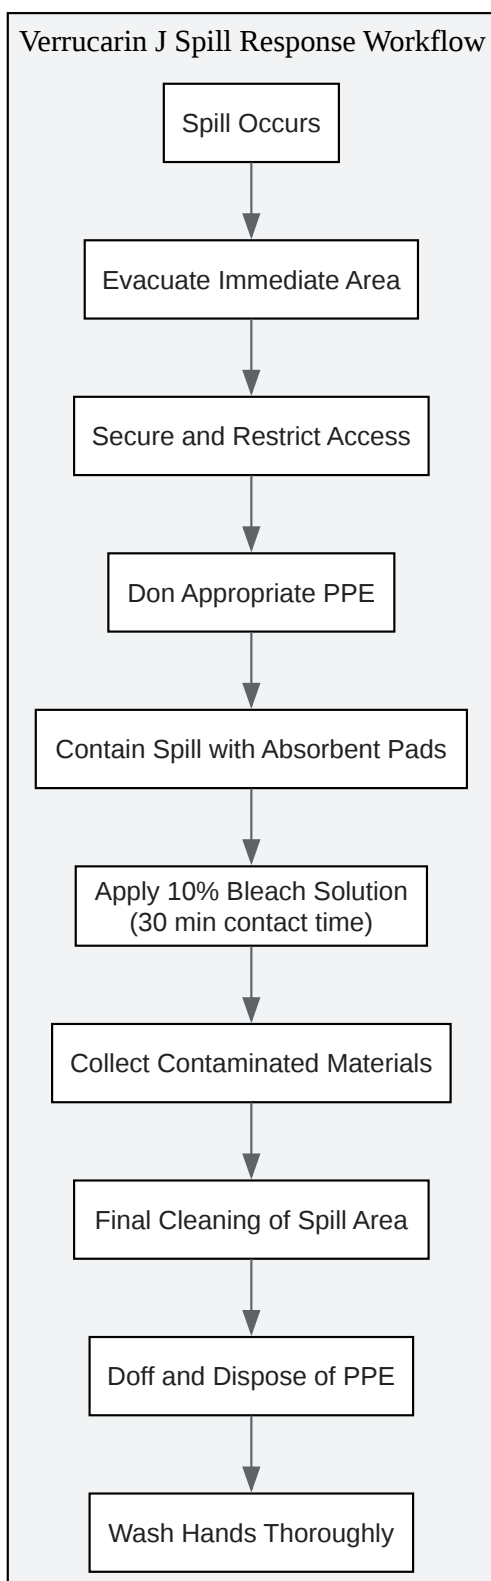 Verrucarin J Spill Response Workflow
Spill Occurs
Evacuate Immediate Area
Secure and Restrict Access
Don Appropriate PPE
Contain Spill with Absorbent Pads
Apply 10% Bleach Solution
(30 min contact time)
Collect Contaminated Materials
Final Cleaning of Spill Area
Doff and Dispose of PPE
Wash Hands Thoroughly